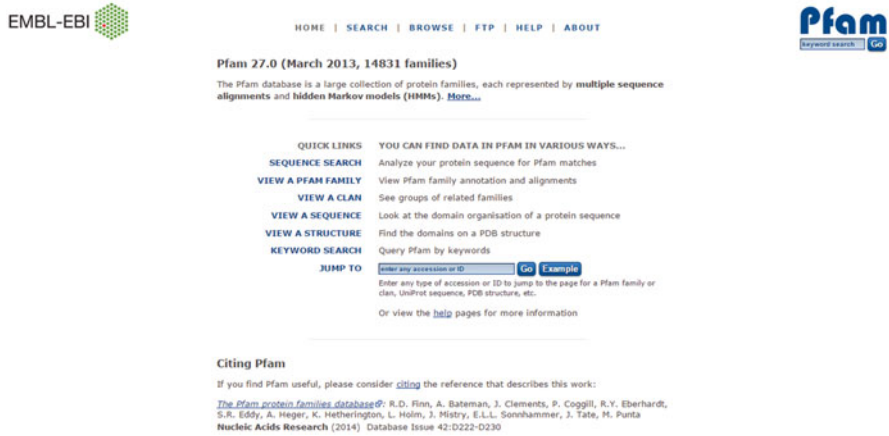 EMBL-EBI
HOME | SEARCH | BROWSE | FTP | HELP | ABOUT
Pfam
keyword search Go
Pfam 27.0 (March 2013, 14831 families)
The Pfam database is a large collection of protein families, each represented by multiple sequence
alignments and hidden Markov models (HMMs). More...
QUICK LINKS YOU CAN FIND DATA IN PFAM IN VARIOUS WAYS...
SEQUENCE SEARCH Analyze your protein sequence for Pfam matches
VIEW A PFAM FAMILY View Pfam family annotation and alignments
VIEW A CLAN See groups of related families
VIEW A SEQUENCE Look at the domain organisation of a protein sequence
VIEW A STRUCTURE Find the domains on a PDB structure
KEYWORD SEARCH Query Pfam by keywords
JUMP TO enter any accession or ID Go Example
Enter any type of accession or ID to jump to the page for a Pfam family or
clan, UniProt sequence, PDB structure, etc.
Or view the help pages for more information
Citing Pfam
If you find Pfam useful, please consider citing the reference that describes this work:
The Pfam protein families database: R.D. Finn, A. Bateman, J. Clements, P. Coggill, R.Y. Eberhardt,
S.R. Eddy, A. Heger, K. Hetherington, L. Holm, J. Mistry, E.L.L. Sonnhammer, J. Tate, M. Punta
Nucleic Acids Research (2014) Database Issue 42:D222-D230